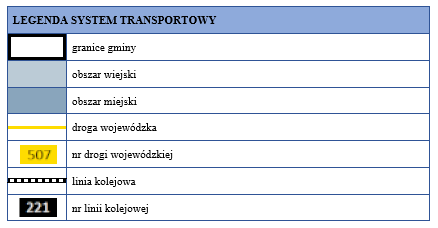 LEGENDA SYSTEM TRANSPORTOWY
granice gminy
obszar wiejski
obszar miejski
droga wojewódzka
507 nr drogi wojewódzkiej
linia kolejowa
221 nr linii kolejowej